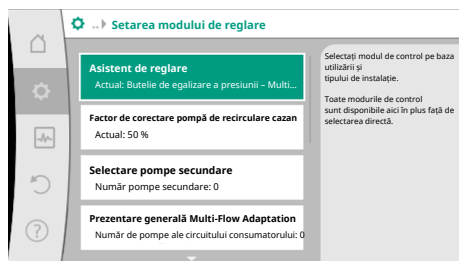 ..▸ Setarea modului de reglare
Asistent de reglare
Actual: Butelie de egalizare a presiunii – Multi...
Factor de corectare pompă de recirculare cazan
Actual: 50 %
Selectare pompe secundare
Număr pompe secundare: 0
Prezentare generală Multi-Flow Adaptation
Număr de pompe ale circuitului consumatorului: 0
Selectați modul de control pe baza
utilizării și
tipului de instalație.
Toate modurile de control
sunt disponibile aici în plus față de
selectarea directă.